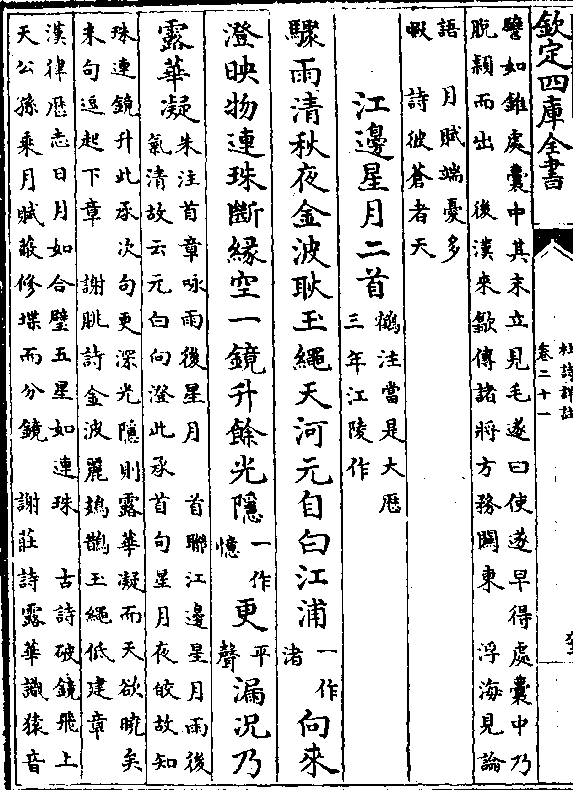 欽定四庫全書
杜詩詳註
卷二十一
譬如錐處囊中其末立見毛遂曰使遂早得處囊中乃
脫穎而出　後漢來歙傳諸將方務關東　浮海見論
語　月賦端憂多
暇　詩彼蒼者天
江邊星月二首
鶴注當是大厯
三年江陵作
驟雨清秋夜金波耿玉繩天河元自白江浦
一作
渚
向來
澄映物連珠斷緣空一鏡升餘光隱
一作
憶
更
平
聲
漏况乃
露華凝
朱注首章咏雨後星月　首聯江邊星月雨後
氣清故云元白向澄此承首句星月夜皎故知
珠連鏡升此承次句更深光隱則露華凝而天欲曉矣
末句逗起下章　謝朓詩金波麗鳷鵲玉繩低建章
漢律厯志日月如合璧五星如連珠　古詩破鏡飛上
天公孫乘月賦蔽修堞而分鏡　謝莊詩露華識猿音